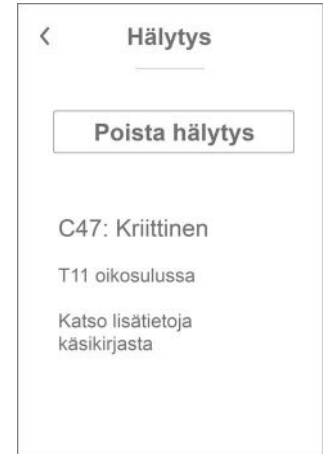 Hälytys
Poista hälytys
C47: Kriittinen
T11 oikosulussa
Katso lisätietoja
käsikirjasta